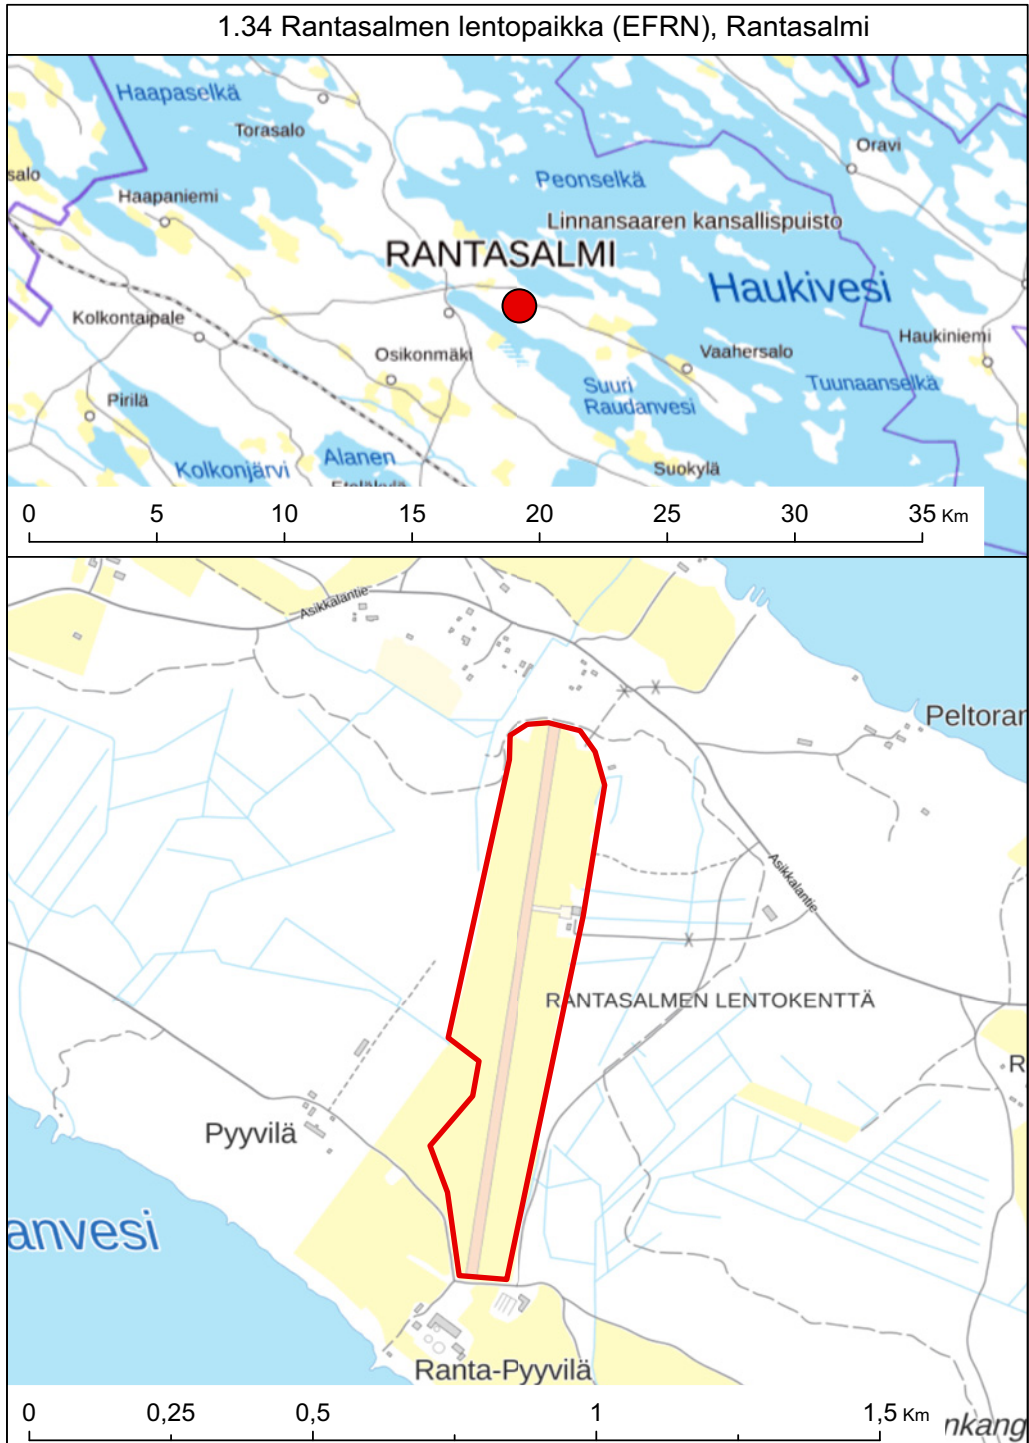 1.34 Rantasalmen lentopaikka (EFRN), Rantasalmi
Haapaselkä
Torasalo
Oravi
salo
Peonselkä
Haapaniemi
Linnansaaren kansallispuisto
RANTASALMI
Haukivesi
Kolkontaipale
Haukiniemi
Osikonmäki
Vaahersalo
Suuri
Raudanvesi
Tuunaanselkä
Pirilä
Kolkonjärvi
Alanen
Suokylä
0 5 10 15 20 25 30 35 Km
Asikkalantie
Peltorar
Asikkalantie
RANTASALMEN LENTOKENTTÄ
R
Pyyvilä
anvesi
Ranta-Pyyvilä
0 0,25 0,5 1 1,5 Km
nkang